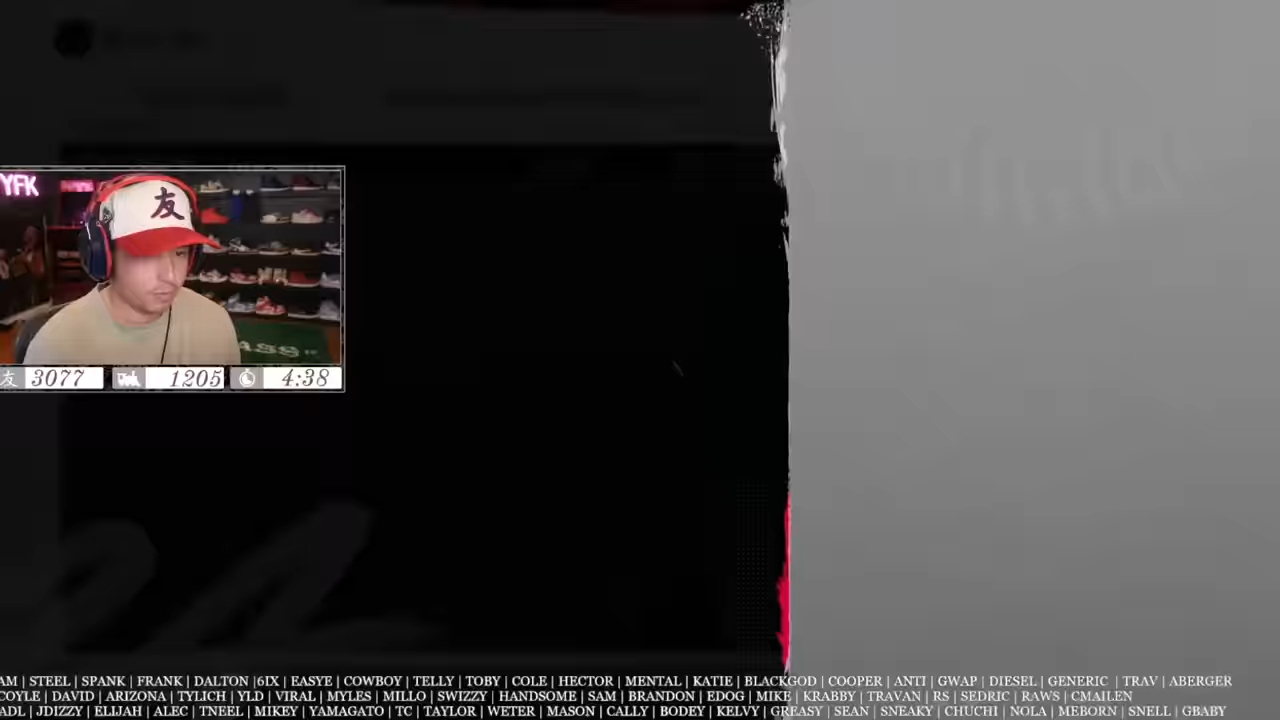 YFK
友
ASS
友 3077 1205 4:38
AM | STEEL | SPANK | FRANK | DALTON |6IX | EASYE | COWBOY | TELLY | TOBY | COLE | HECTOR | MENTAL | KATIE | BLACKGOD | COOPER | ANTI | GWAP | DIESEL | GENERIC | TRAV | ABERGER
COYLE | DAVID | ARIZONA | TYLICH | YLD | VIRAL | MYLES | MILLO | SWIZZY | HANDSOME | SAM | BRANDON | EDOG | MIKE | KRABBY | TRAVAN | RS | SEDRIC | RAWS | CMAILEN
ADL | JDIZZY | ELIJAH | ALEC | TNEEL | MIKEY | YAMAGATO | TC | TAYLOR | WETER | MASON | CALLY | BODEY | KELVY | GREASY | SEAN | SNEAKY | CHUCHI | NOLA | MEBORN | SNELL | GBABY